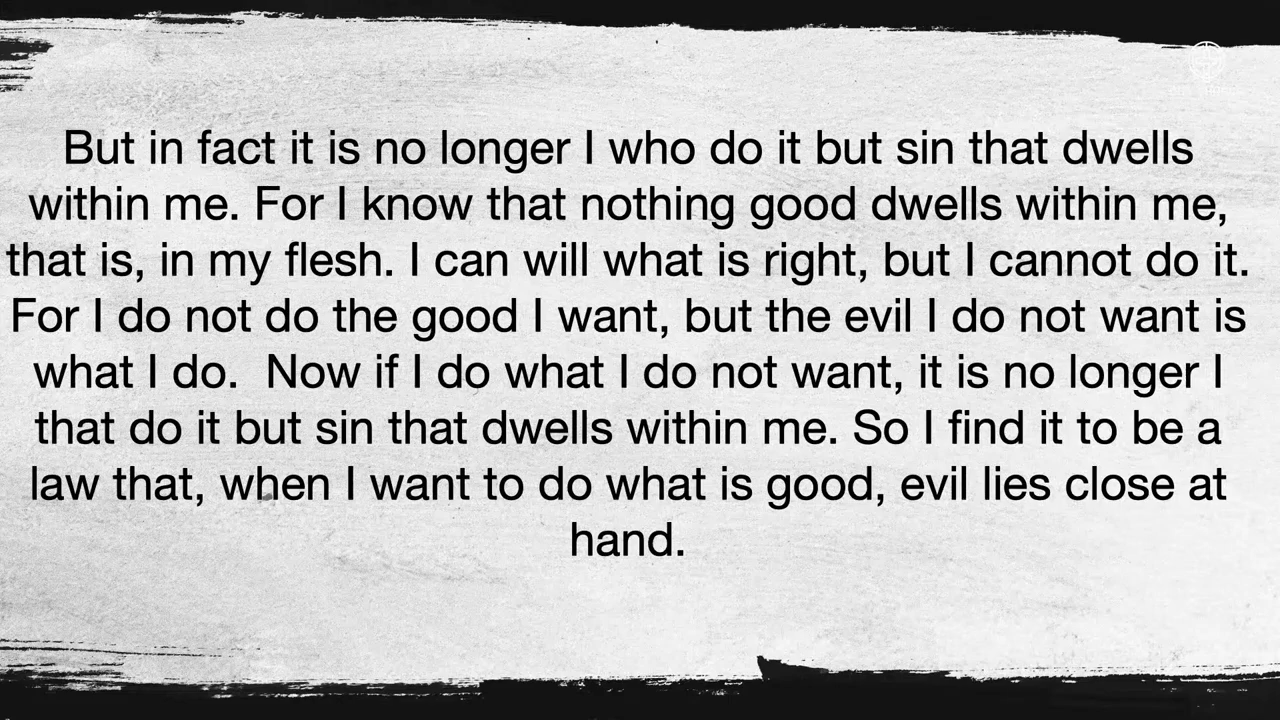 But in fact it is no longer I who do it but sin that dwells
within me. For I know that nothing good dwells within me,
that is, in my flesh. I can will what is right, but I cannot do it.
For I do not do the good I want, but the evil I do not want is
what I do.  Now if I do what I do not want, it is no longer I
that do it but sin that dwells within me. So I find it to be a
law that, when I want to do what is good, evil lies close at
hand.